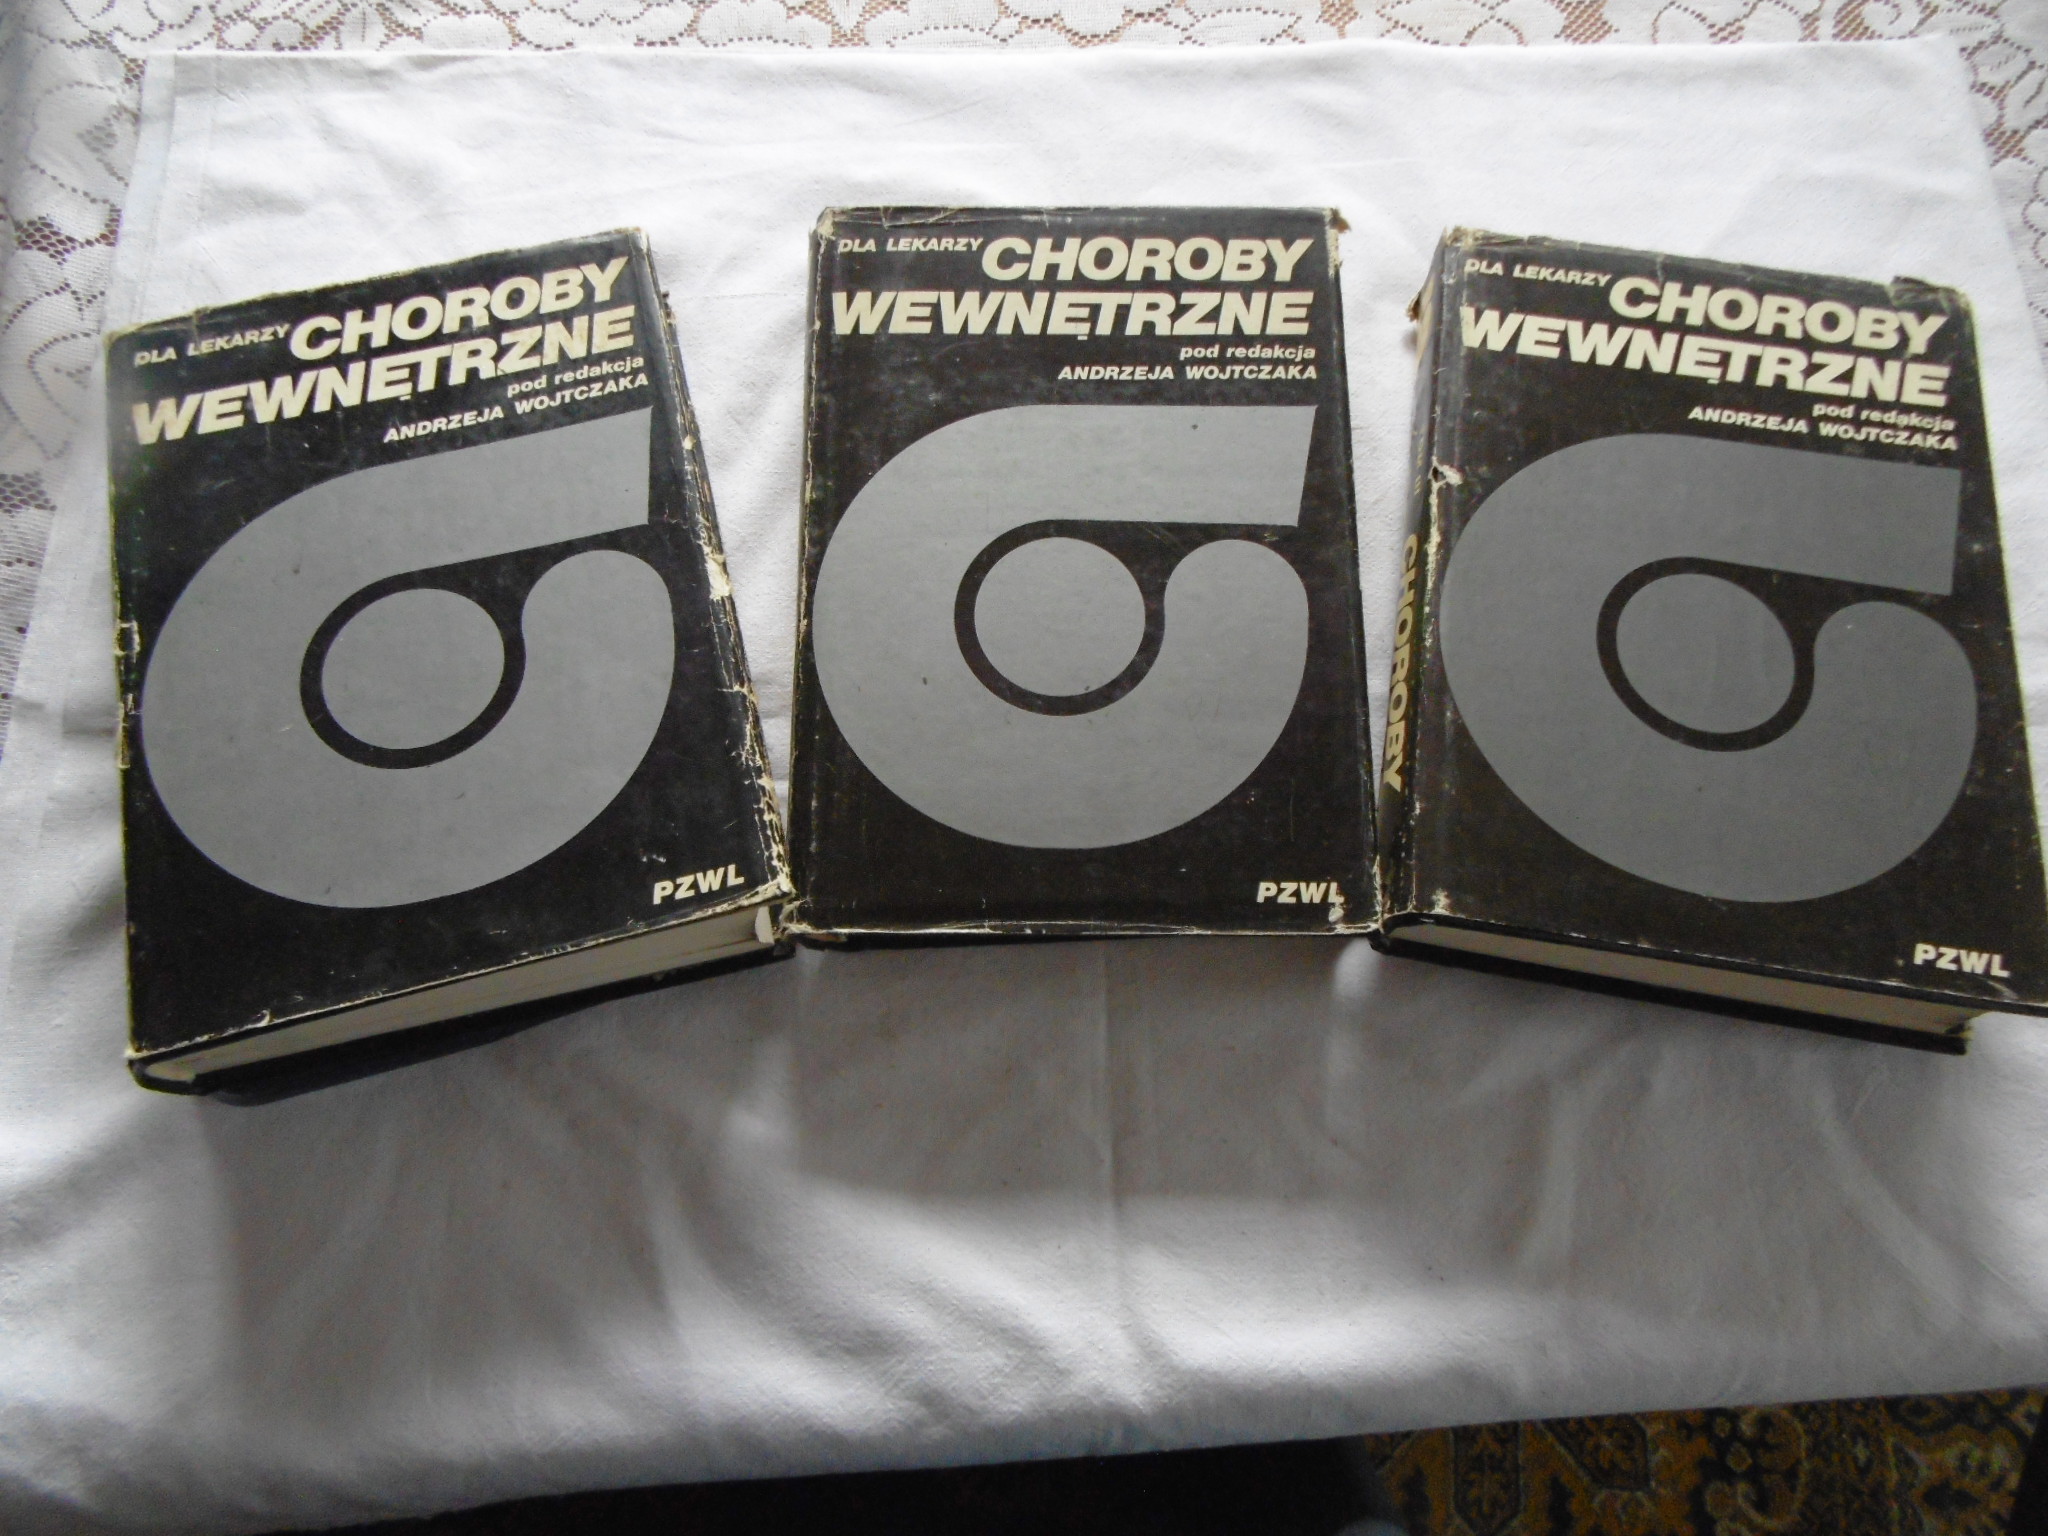 DLA LEKARZY CHOROBY
WEWNĘTRZNE
pod redakcja
ANDRZEJA WOJTCZAKA
PZWL
DLA LEKARZY CHOROBY
WEWNĘTRZNE
pod redakcja
ANDRZEJA WOJTCZAKA
PZWL
DLA LEKARZY CHOROBY
WEWNĘTRZNE
pod redakcja
ANDRZEJA WOJTCZAKA
PZWL
CHOROBY